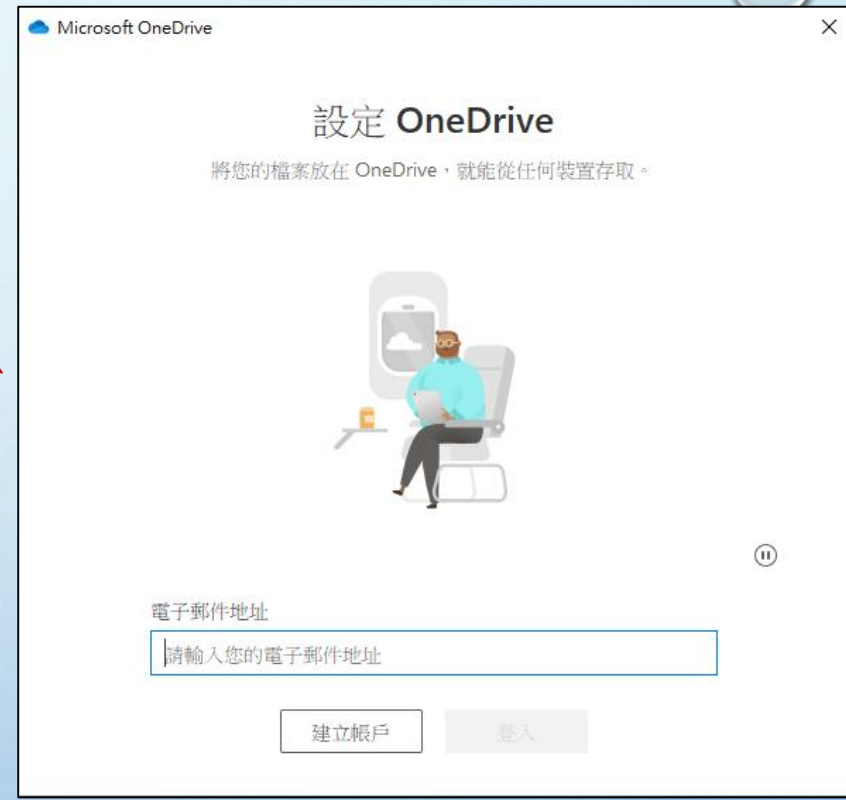 Microsoft OneDrive
設定 OneDrive
將您的檔案放在 OneDrive，就能從任何裝置存取。
電子郵件地址
請輸入您的電子郵件地址
建立帳戶
登入